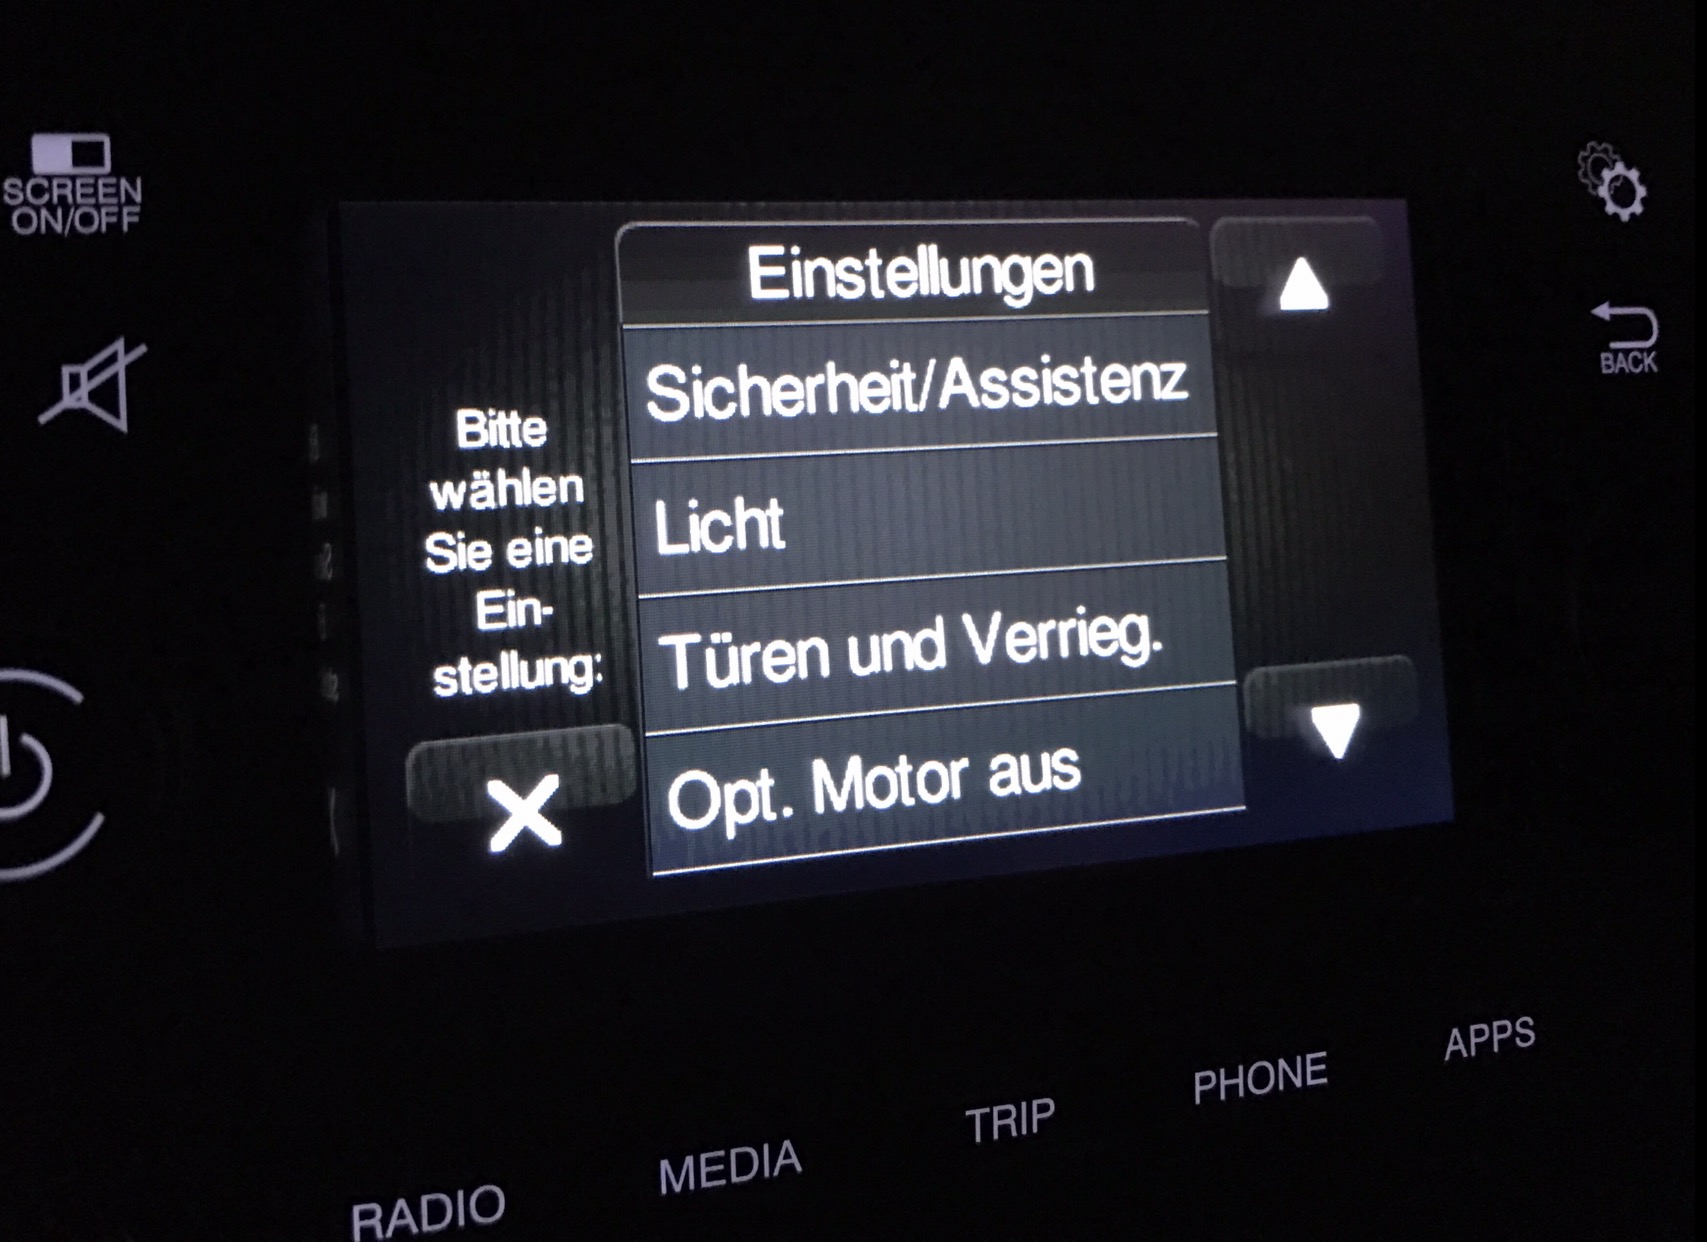 SCREEN
ON/OFF
Einstellungen
Sicherheit/Assistenz
Licht
Türen und Verrieg.
Opt. Motor aus
Bitte
wählen
Sie eine
Ein-
stellung:
BACK
RADIO
MEDIA
TRIP
PHONE
APPS